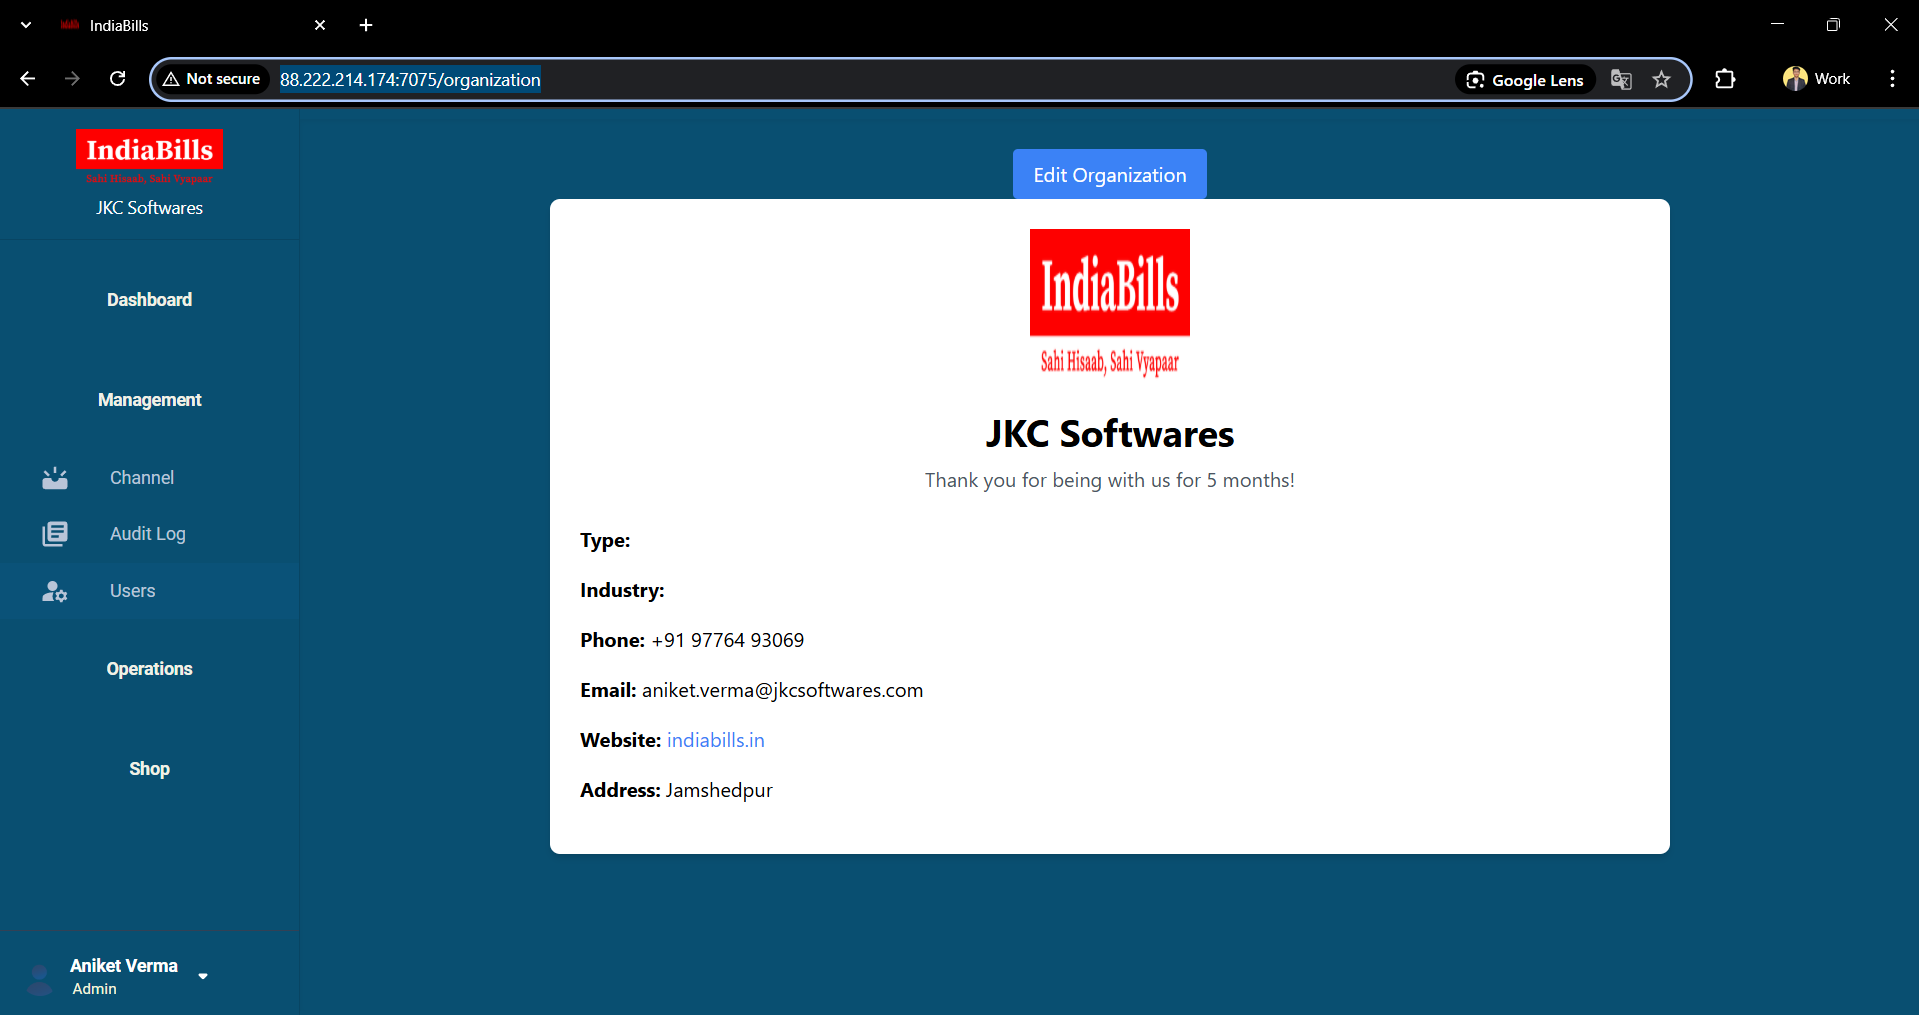 IndiaBills
Not secure
88.222.214.174:7075/organization
Google Lens
Work
IndiaBills
Sahi Hisaab, Sahi Vyapaar
JKC Softwares
Dashboard
Management
Channel
Audit Log
Users
Operations
Shop
Aniket Verma
Admin
Edit Organization
IndiaBills
Sahi Hisaab, Sahi Vyapaar
JKC Softwares
Thank you for being with us for 5 months!
Type:
Industry:
Phone: +91 97764 93069
Email: aniket.verma@jkcsoftwares.com
Website: indiabills.in
Address: Jamshedpur